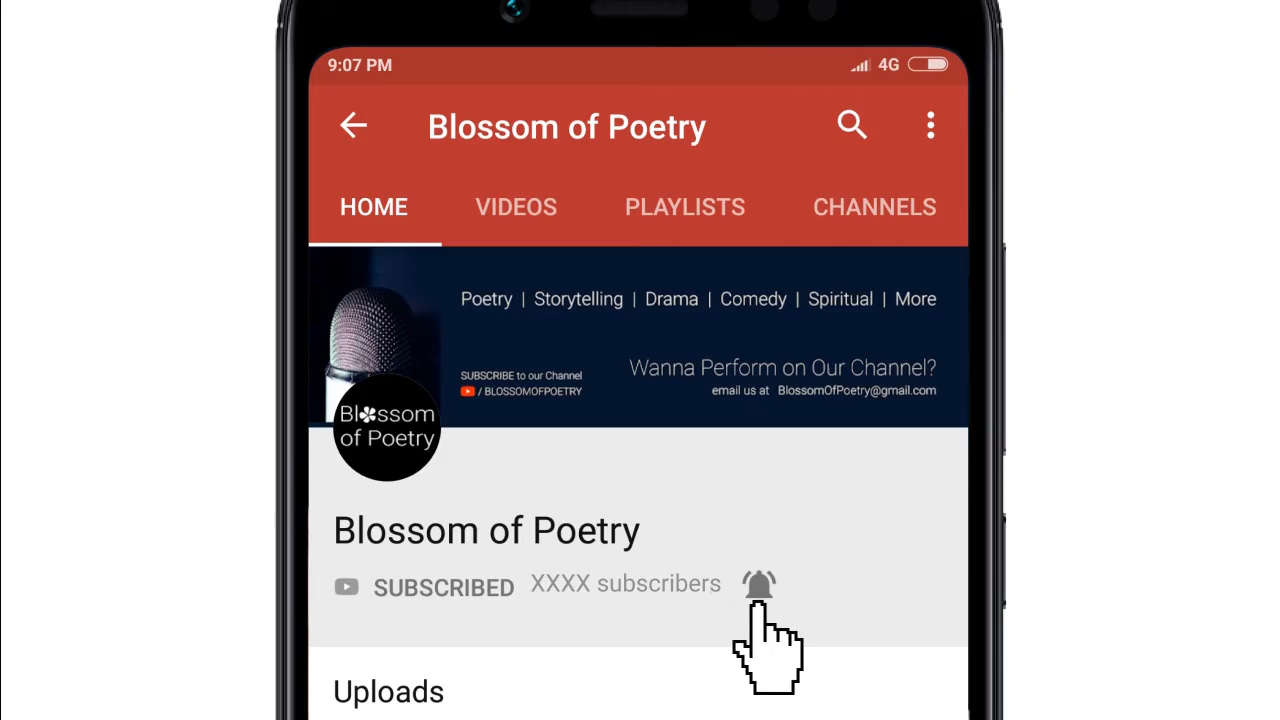 9:07 PM 4G
Blossom of Poetry
HOME VIDEOS PLAYLISTS CHANNELS
Poetry | Storytelling | Drama | Comedy | Spiritual | More
Wanna Perform on Our Channel?
SUBSCRIBE to our Channel
/ BLOSSOMOFPOETRY
email us at BlossomOfPoetry@gmail.com
Blossom
of Poetry
Blossom of Poetry
SUBSCRIBED XXXX subscribers
Uploads